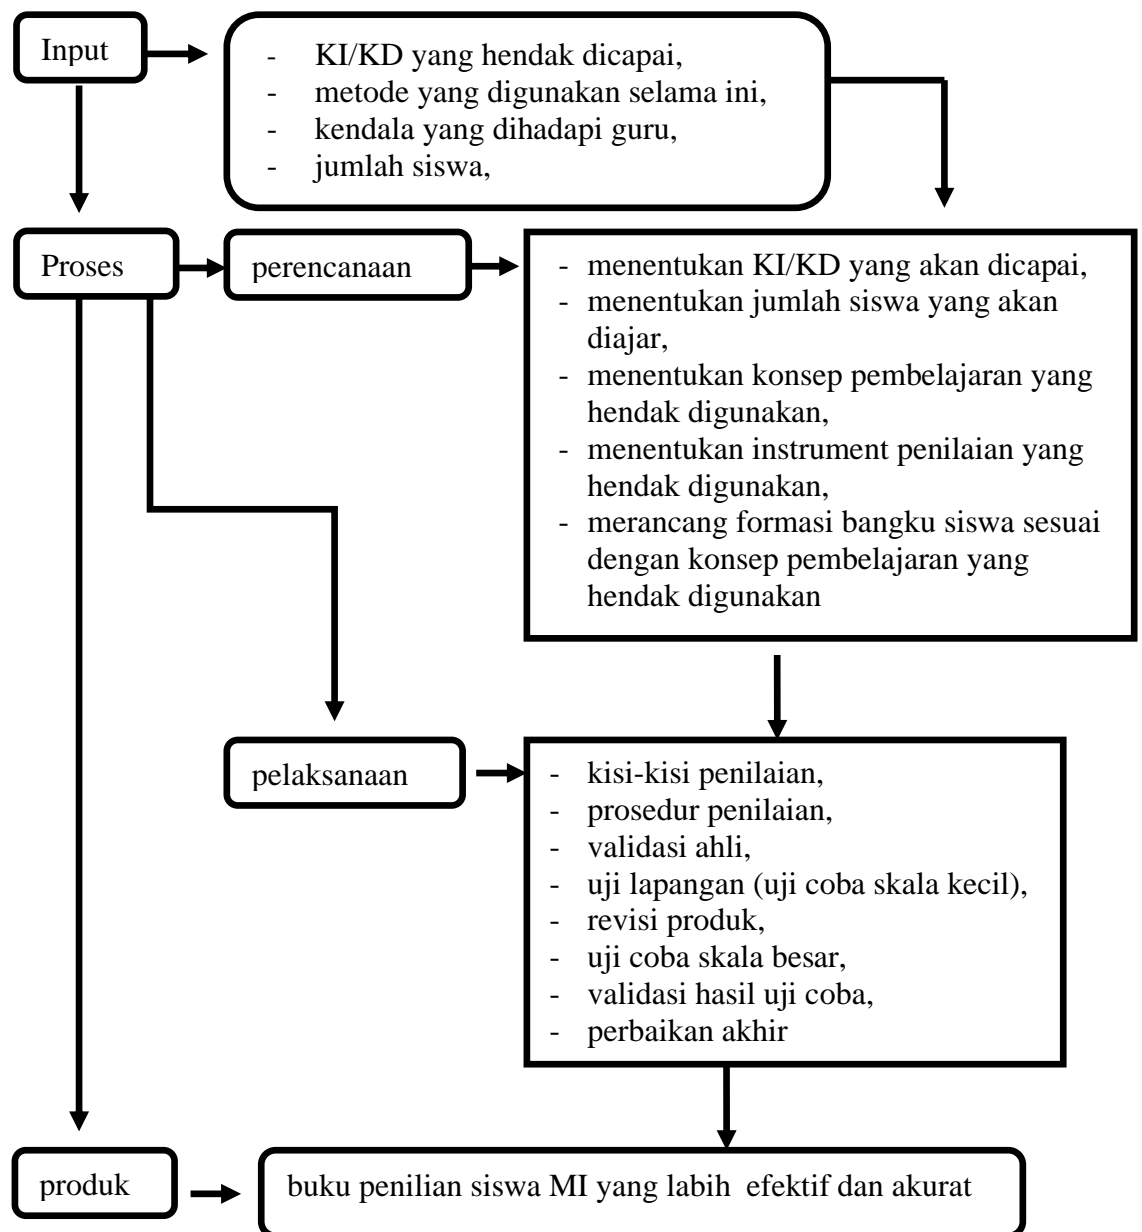 Input
- KI/KD yang hendak dicapai,
- metode yang digunakan selama ini,
- kendala yang dihadapi guru,
- jumlah siswa,
Proses
perencanaan
- menentukan KI/KD yang akan dicapai,
- menentukan jumlah siswa yang akan
diajar,
- menentukan konsep pembelajaran yang
hendak digunakan,
- menentukan instrument penilaian yang
hendak digunakan,
- merancang formasi bangku siswa sesuai
dengan konsep pembelajaran yang
hendak digunakan
pelaksanaan
- kisi-kisi penilaian,
- prosedur penilaian,
- validasi ahli,
- uji lapangan (uji coba skala kecil),
- revisi produk,
- uji coba skala besar,
- validasi hasil uji coba,
- perbaikan akhir
produk
buku penilian siswa MI yang labih efektif dan akurat